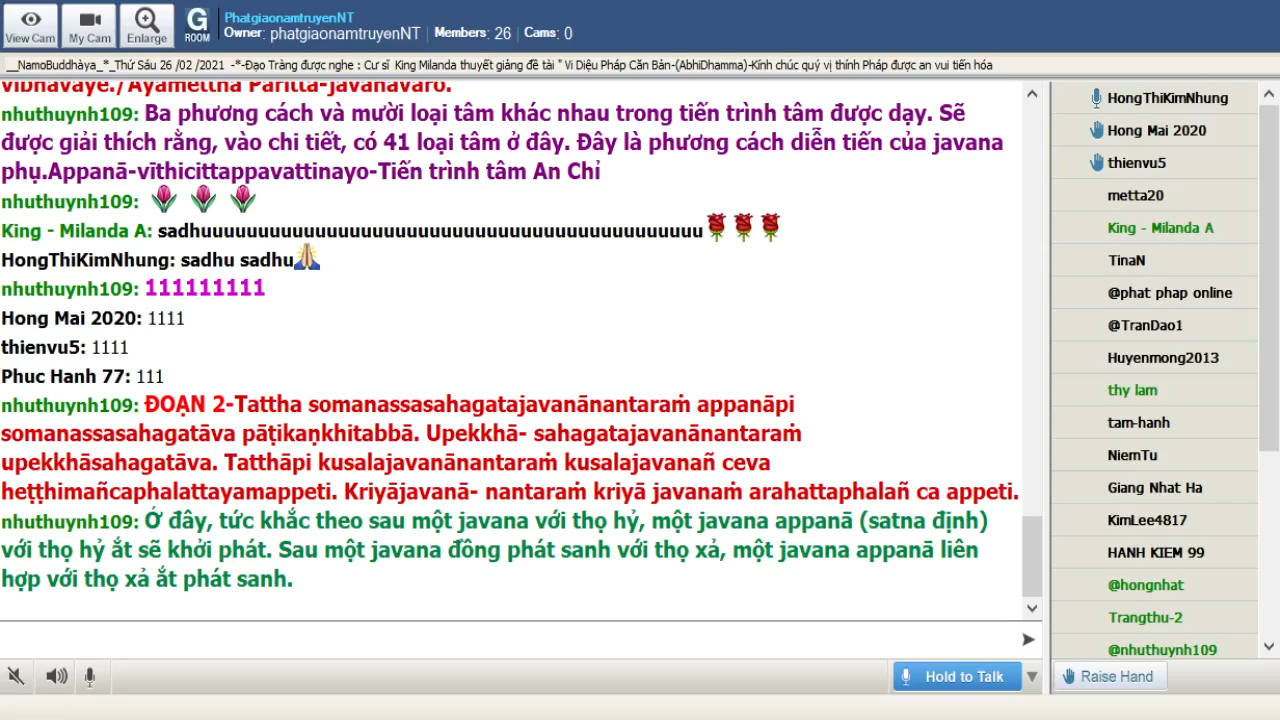 View Cam
My Cam
Enlarge
G
ROOM
PhatgiaonamtruyenNT
Owner: phatgiaonamtruyenNT | Members: 26 | Cams: 0
__NamoBuddhàya_*_Thứ Sáu 26 /02 /2021 -*-Đạo Tràng được nghe : Cư sĩ King Milanda thuyết giảng đề tài " Vi Diệu Pháp Căn Bản-(AbhiDhamma)-Kính chúc quý vị thính Pháp được an vui tiến hóa
vibhāvaye./Ayamettha Paritta-javanavāro.
nhuthuynh109: Ba phương cách và mười loại tâm khác nhau trong tiến trình tâm được dạy. Sẽ
được giải thích rằng, vào chi tiết, có 41 loại tâm ở đây. Đây là phương cách diễn tiến của javana
phụ.Appanā-vīthicittappavattinayo-Tiến trình tâm An Chỉ
nhuthuynh109:
King - Milanda A: sadhuuuuuuuuuuuuuuuuuuuuuuuuuuuuuuuuuuuuuuuuuuuu
HongThiKimNhung: sadhu sadhu
nhuthuynh109: 111111111
Hong Mai 2020: 1111
thienvu5: 1111
Phuc Hanh 77: 111
nhuthuynh109: ĐOẠN 2-Tattha somanassasahagatajavanānantaraṁ appanāpi
somanassasahagatāva pāṭikaṇkhitabbā. Upekkhā- sahagatajavanānantaraṁ
upekkhāsahagatāva. Tatthāpi kusalajavanānantaraṁ kusalajavanañ ceva
heṭṭhimañcaphalattayamappeti. Kriyājavanā- nantaraṁ kriyā javanaṁ arahattaphalañ ca appeti.
nhuthuynh109: Ở đây, tức khắc theo sau một javana với thọ hỷ, một javana appanā (satna định)
với thọ hỷ ắt sẽ khởi phát. Sau một javana đồng phát sanh với thọ xả, một javana appanā liên
hợp với thọ xả ắt phát sanh.
Hold to Talk
HongThiKimNhung
Hong Mai 2020
thienvu5
metta20
King - Milanda A
TinaN
@phat phap online
@TranDao1
Huyenmong2013
thy lam
tam-hanh
NiemTu
Giang Nhat Ha
KimLee4817
HANH KIEM 99
@hongnhat
Trangthu-2
@nhuthuynh109
Raise Hand